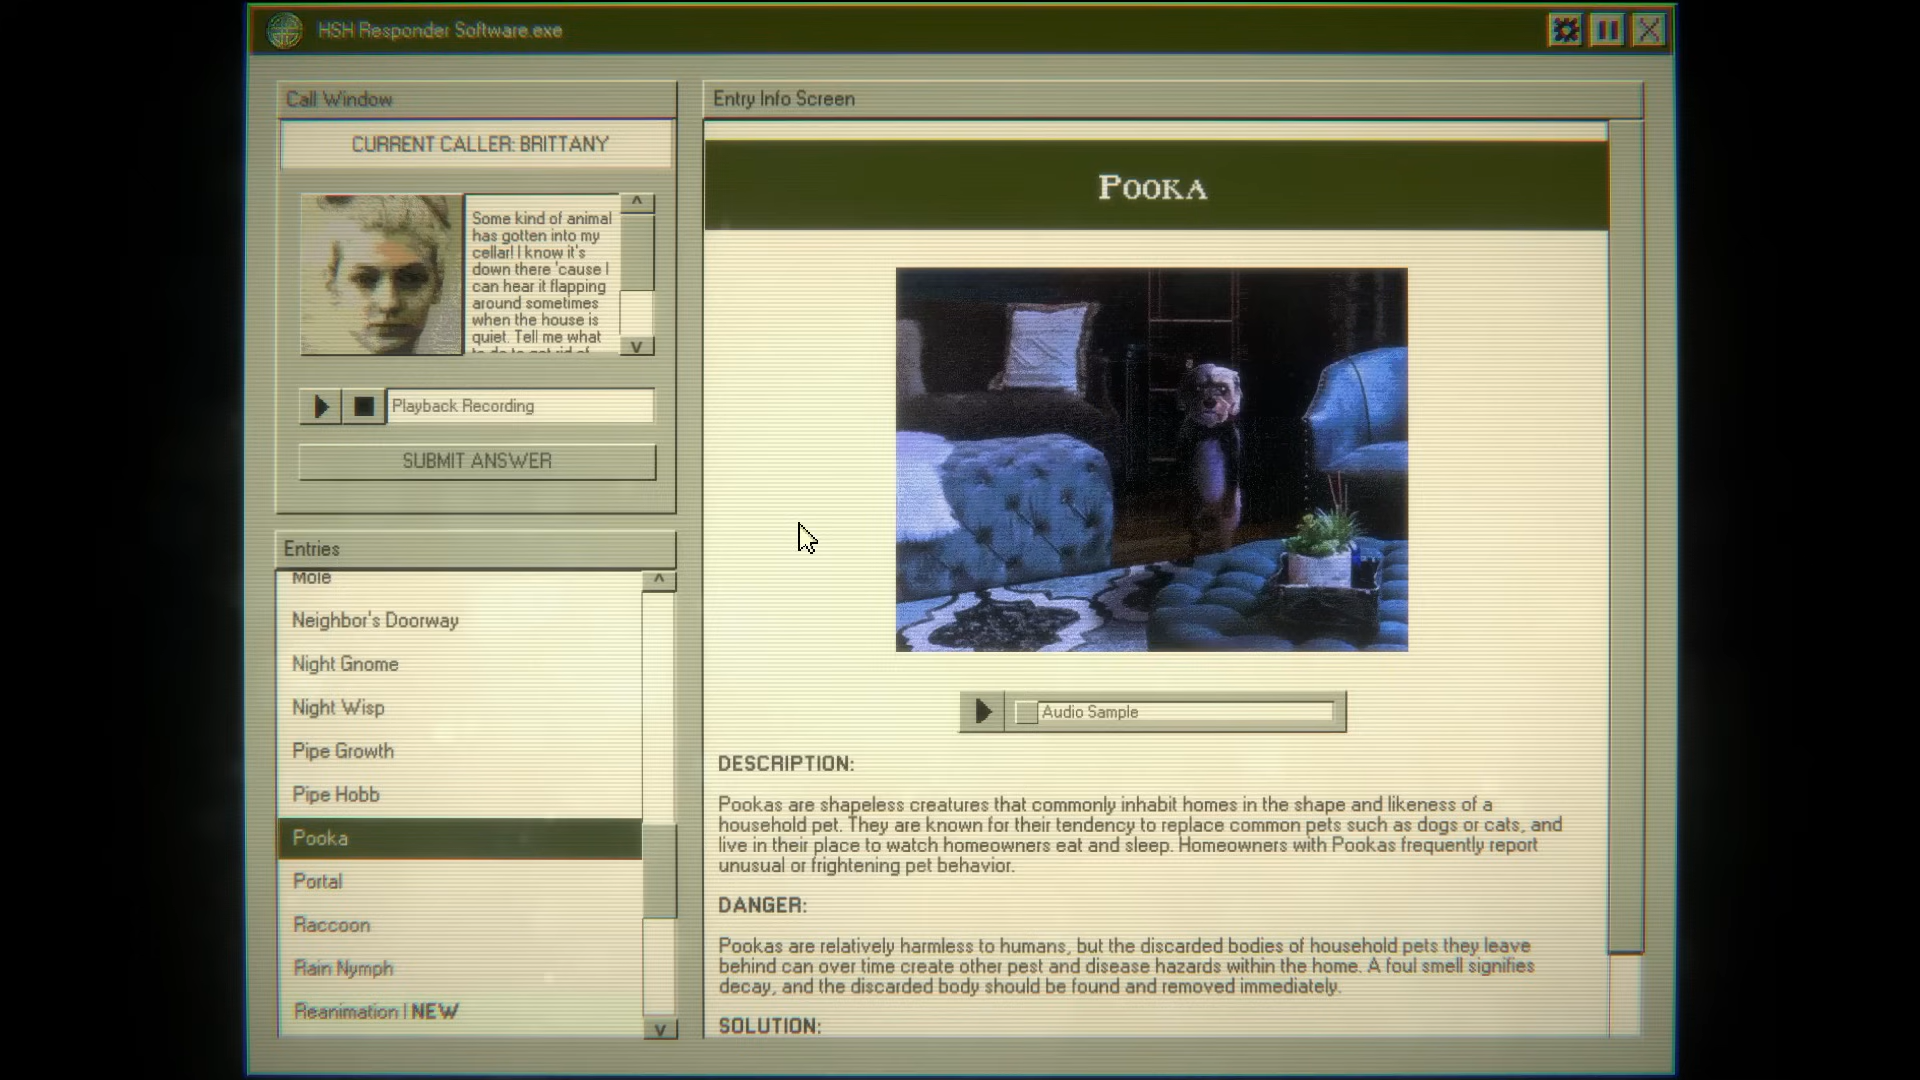 HSH Responder Software.exe
Call Window
CURRENT CALLER: BRITTANY
Some kind of animal
has gotten into my
cellar! I know it's
down there 'cause I
can hear it flapping
around sometimes
when the house is
quiet. Tell me what
to do to get rid of
Playback Recording
SUBMIT ANSWER
Entries
Mole
Neighbor's Doorway
Night Gnome
Night Wisp
Pipe Growth
Pipe Hobb
Pooka
Portal
Raccoon
Rain Nymph
Reanimation | NEW
Entry Info Screen
POOKA
Audio Sample
DESCRIPTION:
Pookas are shapeless creatures that commonly inhabit homes in the shape and likeness of a
household pet. They are known for their tendency to replace common pets such as dogs or cats, and
live in their place to watch homeowners eat and sleep. Homeowners with Pookas frequently report
unusual or frightening pet behavior.
DANGER:
Pookas are relatively harmless to humans, but the discarded bodies of household pets they leave
behind can over time create other pest and disease hazards within the home. A foul smell signifies
decay, and the discarded body should be found and removed immediately.
SOLUTION: